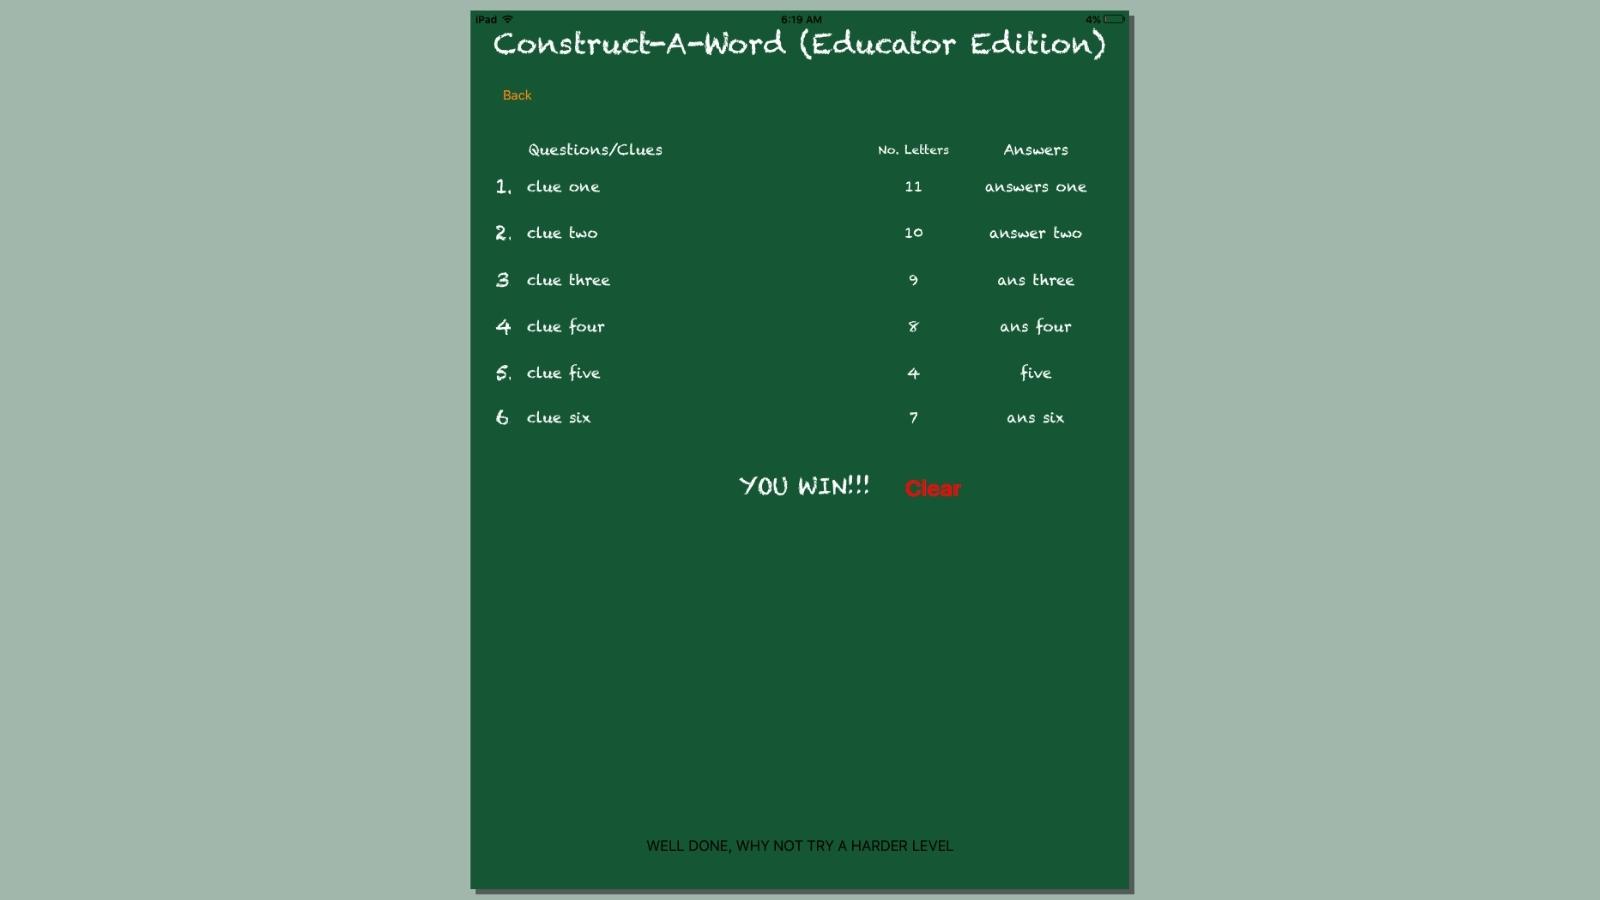 iPad 6:19 AM 4%
Construct-A-Word (Educator Edition)
Back
Questions/Clues No. Letters Answers
1. clue one 11 answers one
2. clue two 10 answer two
3 clue three 9 ans three
4 clue four 8 ans four
5. clue five 4 five
6 clue six 7 ans six
YOU WIN!!! Clear
WELL DONE, WHY NOT TRY A HARDER LEVEL